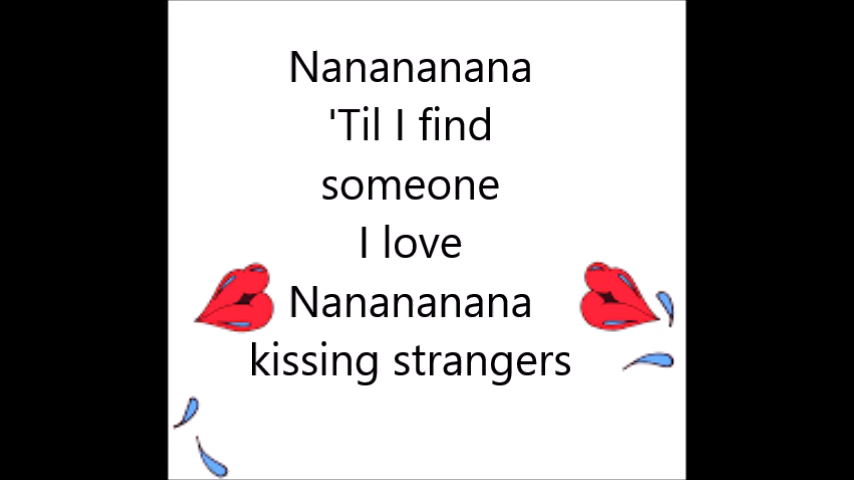 Nanananana
'Til I find
someone
I love
Nanananana
kissing strangers